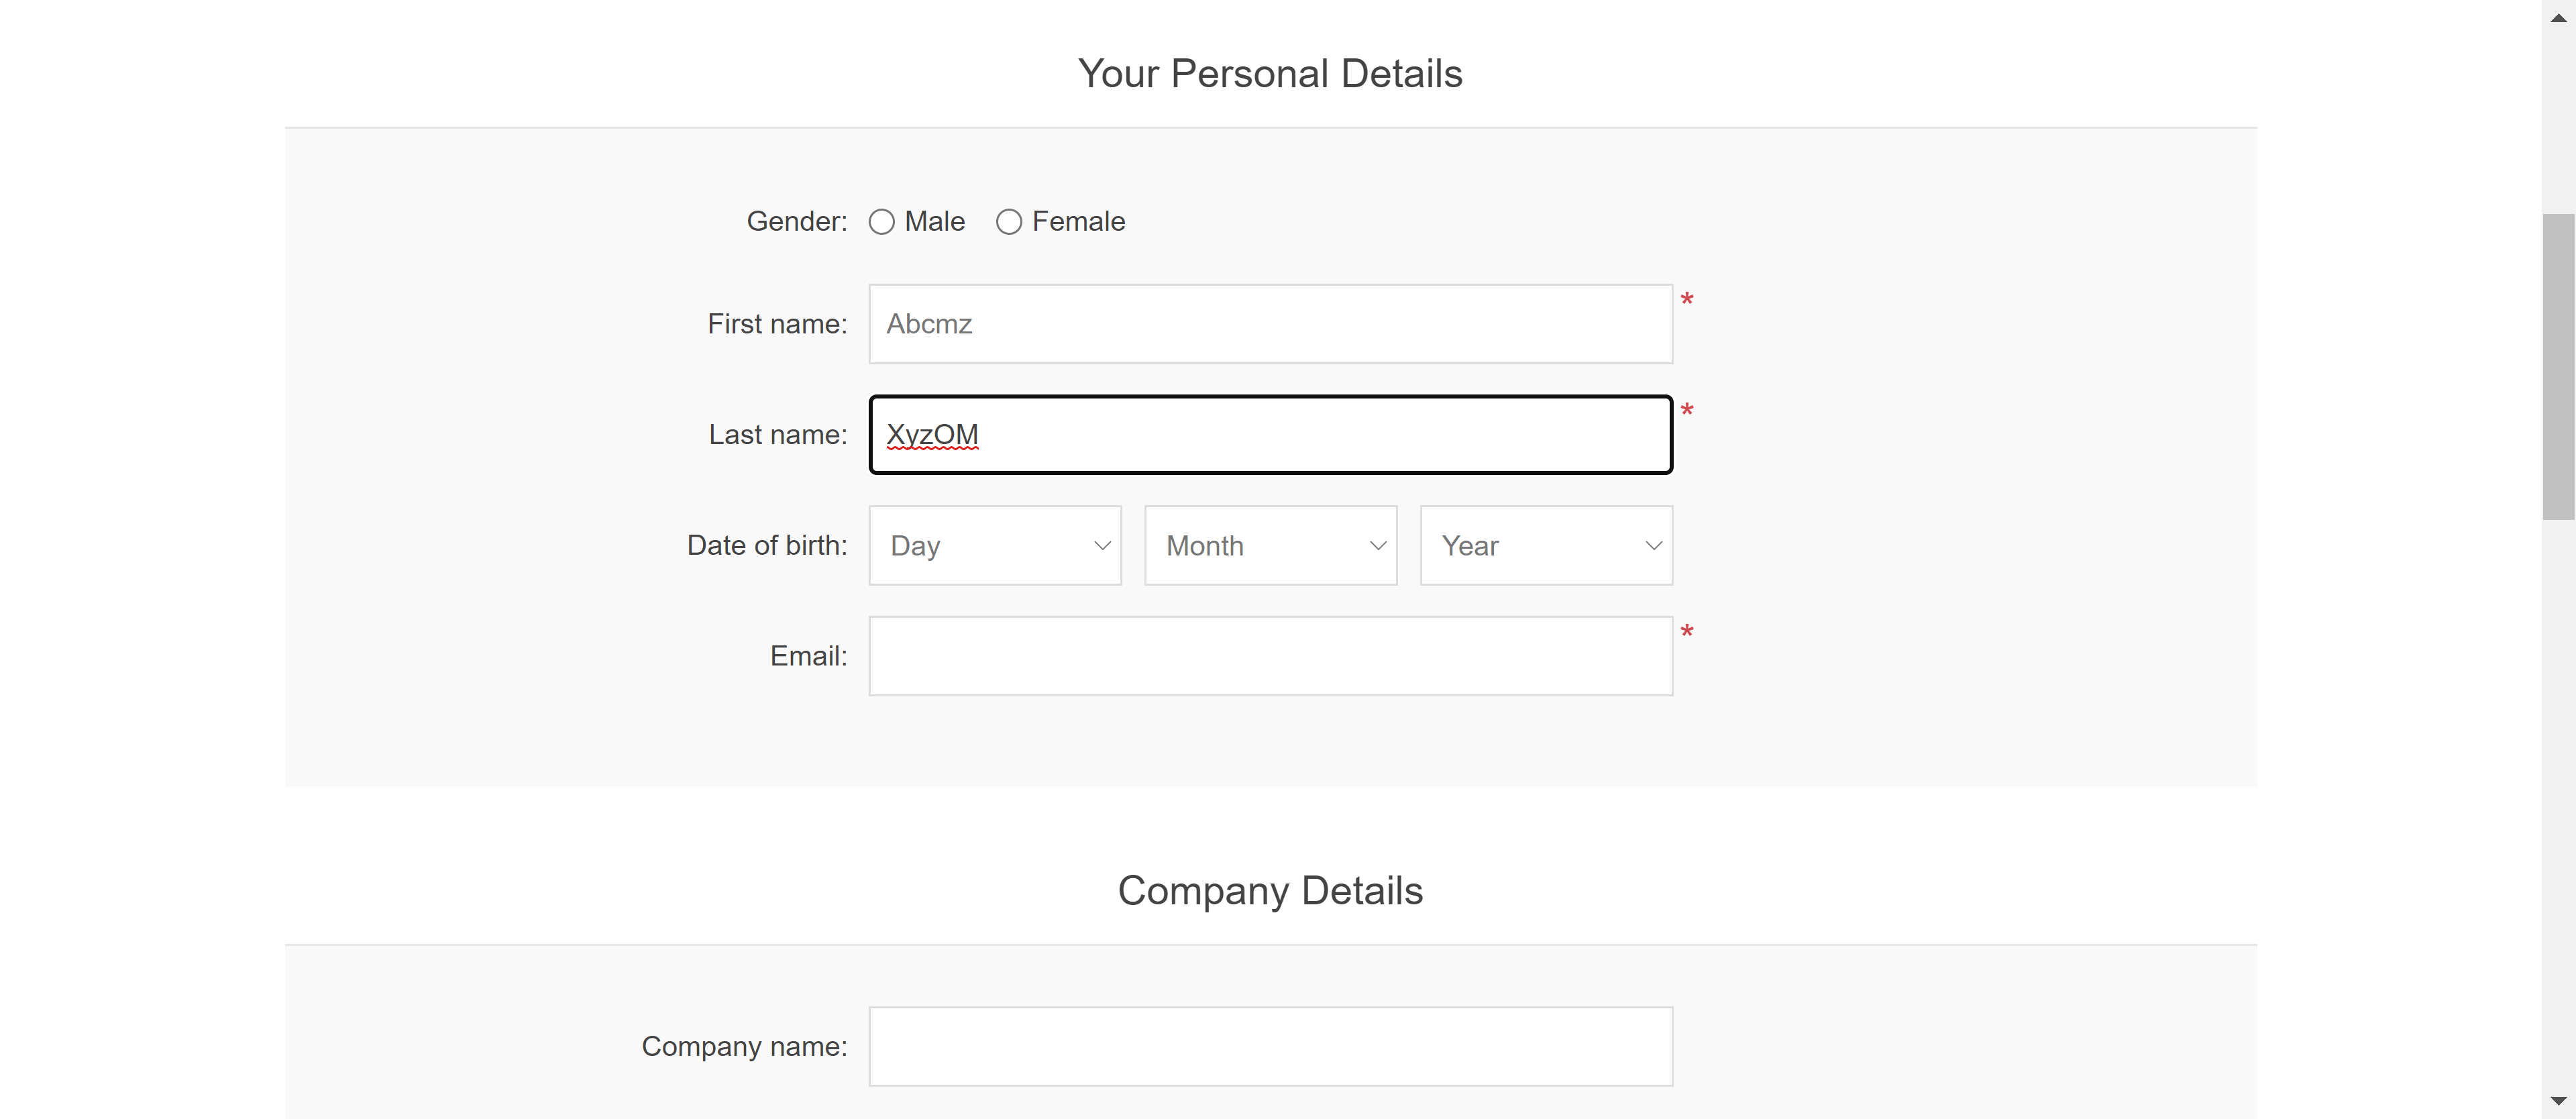 Your Personal Details
Gender: Male Female
First name: Abcmz *
Last name: XyzOM *
Date of birth: Day Month Year
Email: *
Company Details
Company name: